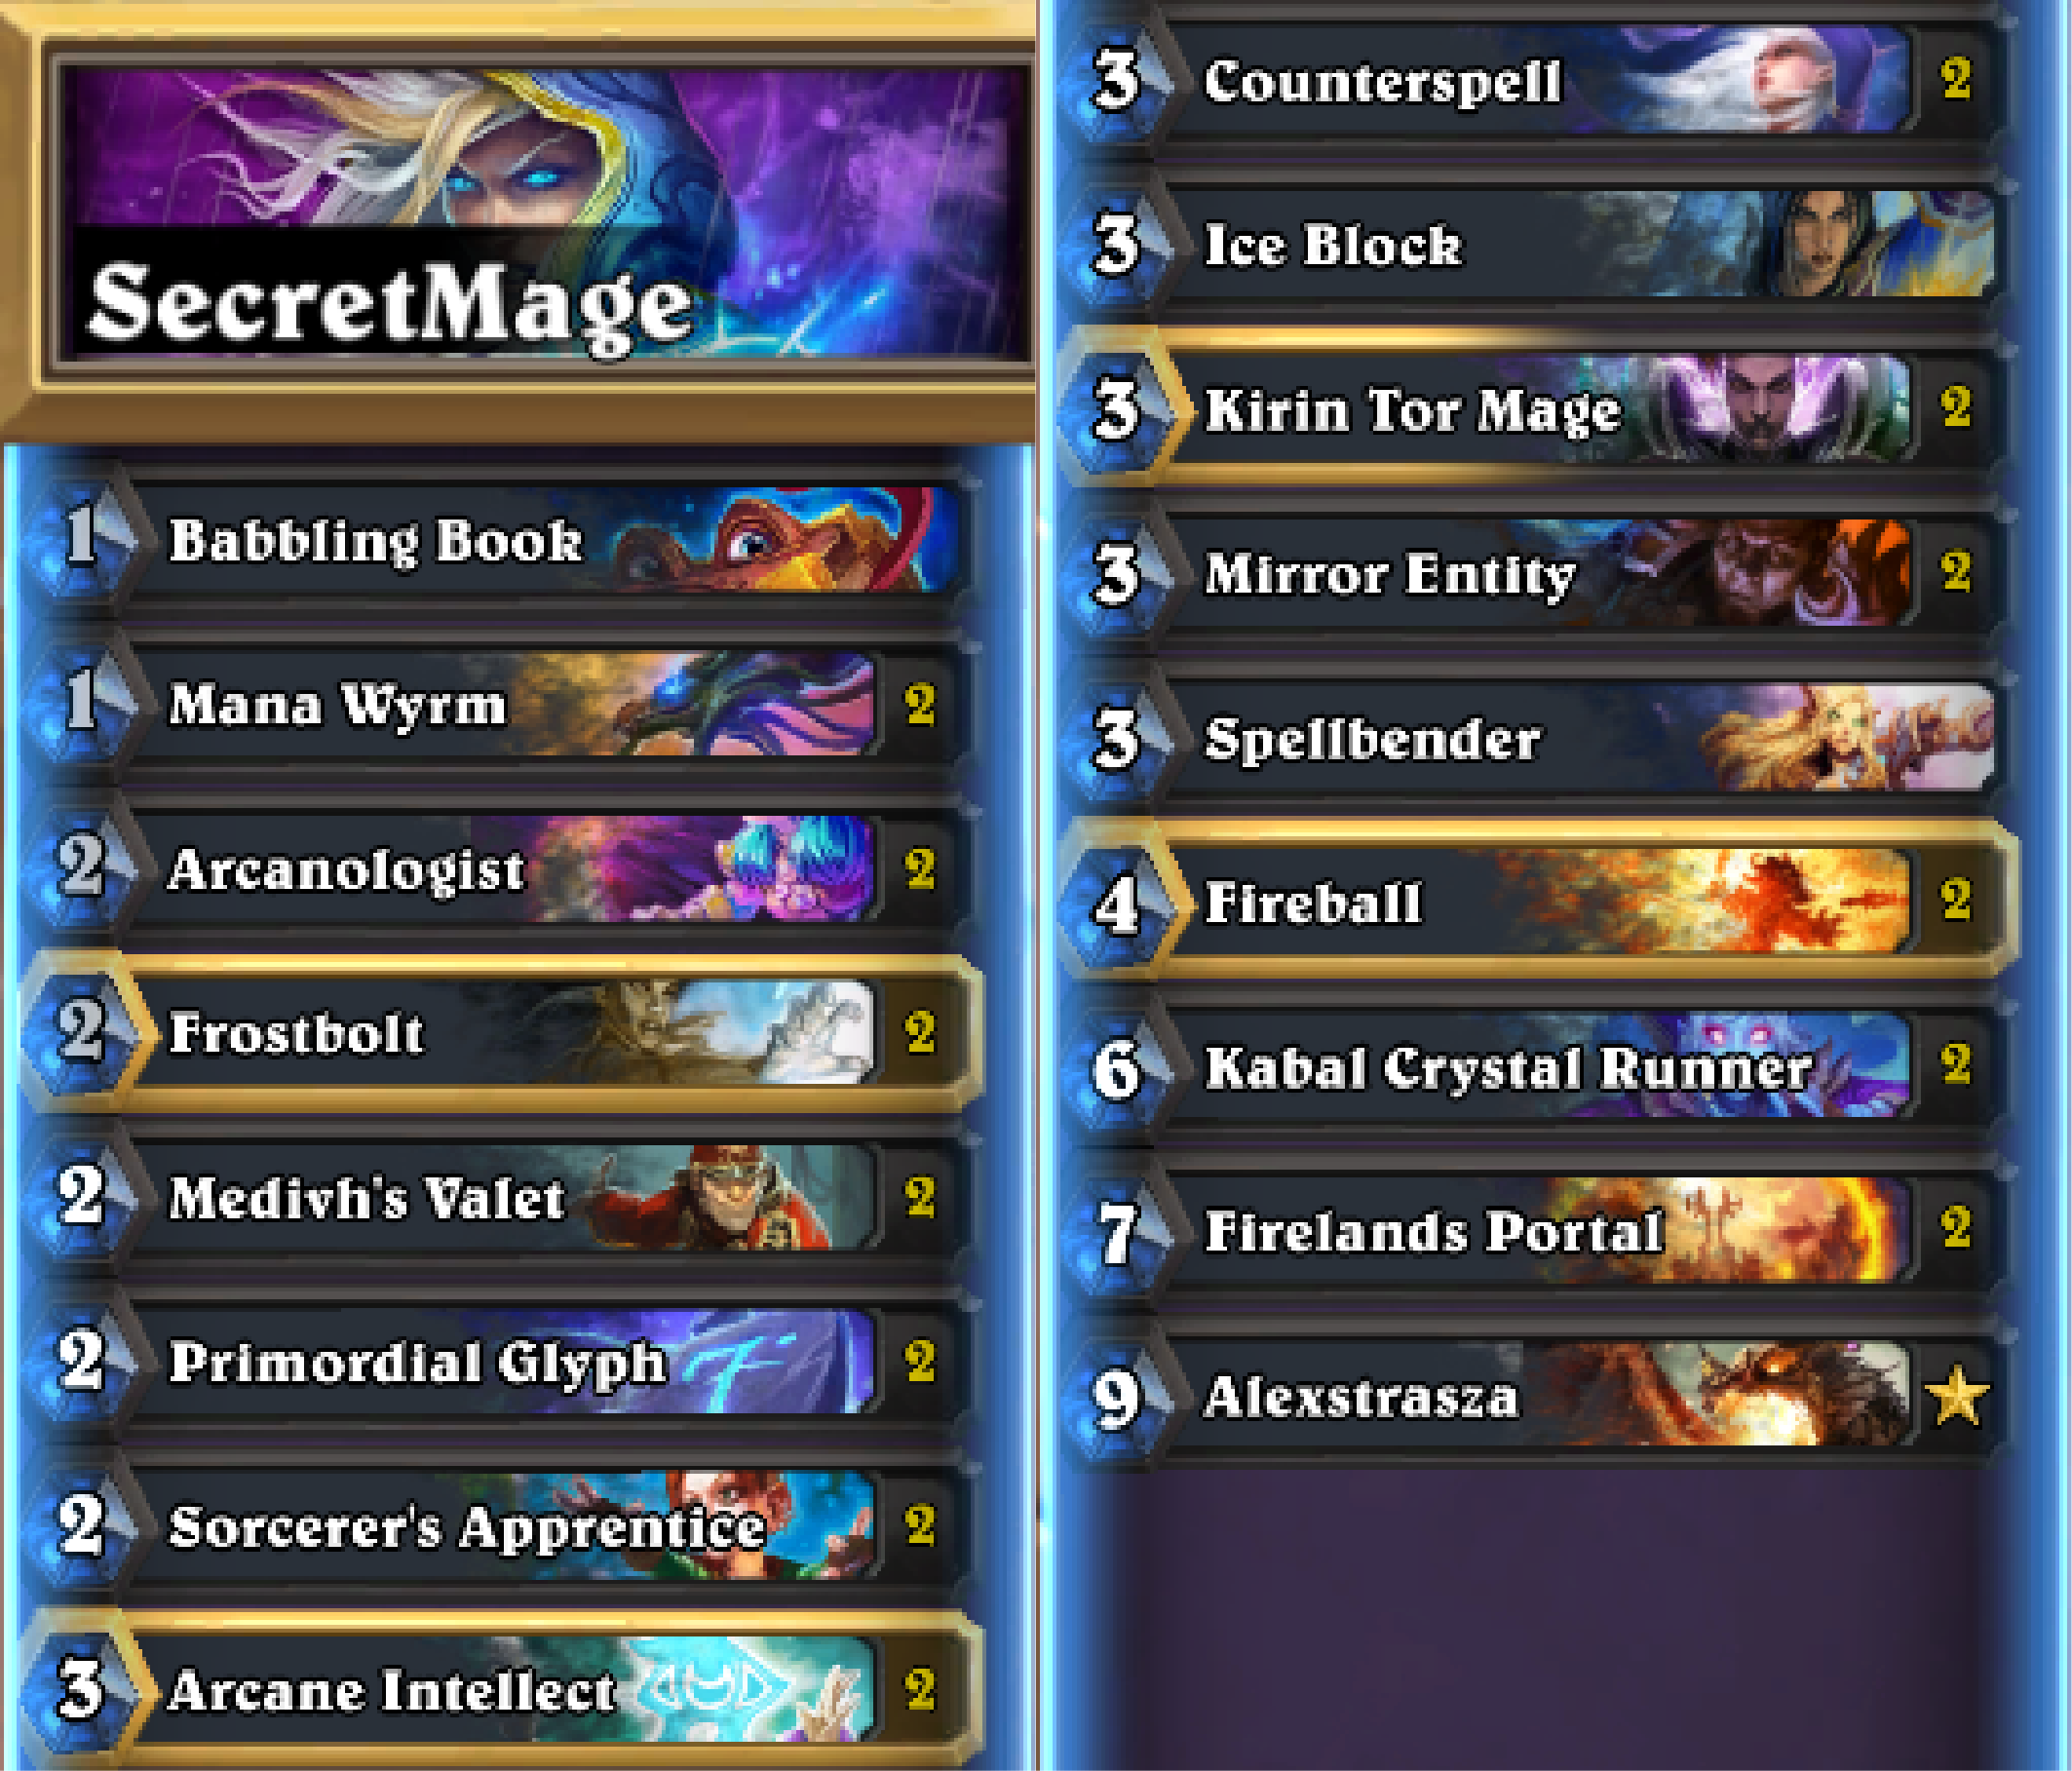 SecretMage
1 Babbling Book
1 Mana Wyrm 2
2 Arcanologist 2
2 Frostbolt 2
2 Medivh's Valet 2
2 Primordial Glyph 2
2 Sorcerer's Apprentice 2
3 Arcane Intellect 2
3 Counterspell 2
3 Ice Block
3 Kirin Tor Mage 2
3 Mirror Entity 2
3 Spellbender
4 Fireball 2
6 Kabal Crystal Runner 2
7 Firelands Portal 2
9 Alexstrasza